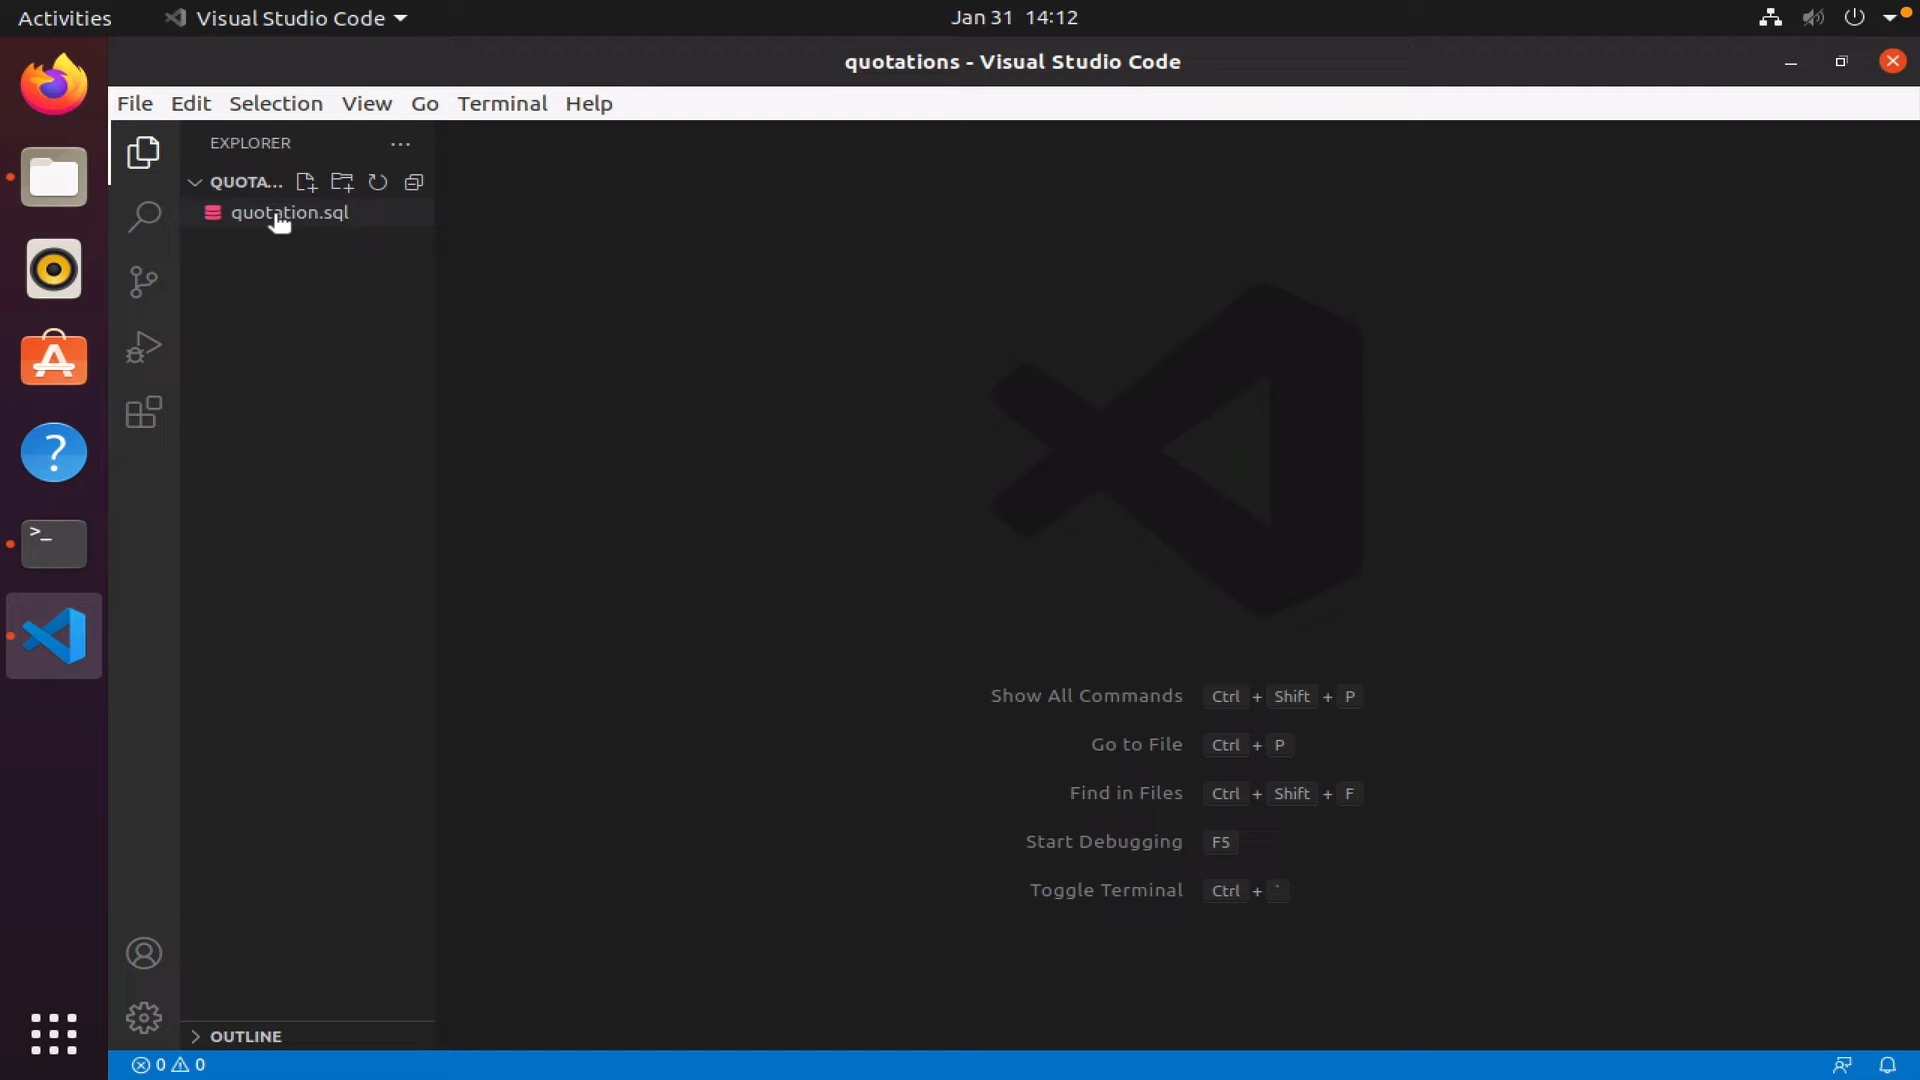 Activities
Visual Studio Code
Jan 31 14:12
quotations - Visual Studio Code
File Edit Selection View Go Terminal Help
EXPLORER
QUOTA...
quotation.sql
Show All Commands Ctrl + Shift + P
Go to File Ctrl + P
Find in Files Ctrl + Shift + F
Start Debugging F5
Toggle Terminal Ctrl + `
OUTLINE
0 0